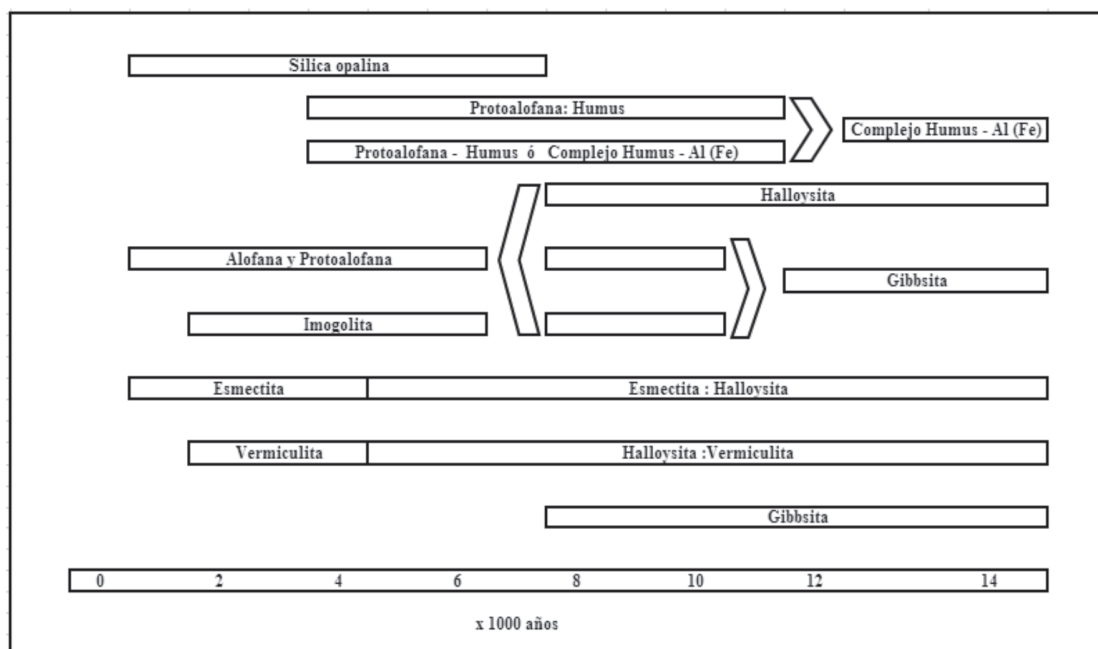 Sílica opalina
Protoalofana: Humus
Complejo Humus - Al (Fe)
Protoalofana - Humus ó Complejo Humus - Al (Fe)
Halloysita
Alofana y Protoalofana
Gibbsita
Imogolita
Esmectita Esmectita : Halloysita
Vermiculita Halloysita :Vermiculita
Gibbsita
0 2 4 6 8 10 12 14
x 1000 años